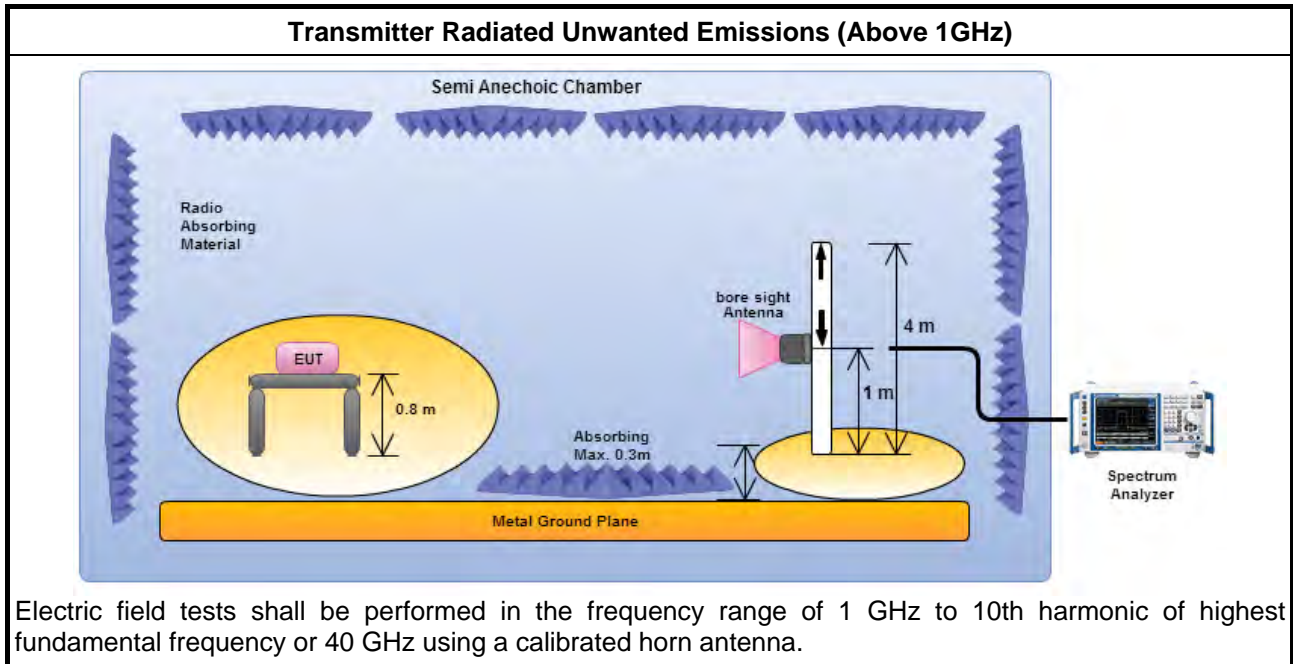 Transmitter Radiated Unwanted Emissions (Above 1GHz)
Semi Anechoic Chamber
Radio
Absorbing
Material
bore sight
Antenna
4 m
EUT
1 m
0.8 m
Absorbing
Max. 0.3m
Spectrum
Analyzer
Metal Ground Plane
Electric field tests shall be performed in the frequency range of 1 GHz to 10th harmonic of highest
fundamental frequency or 40 GHz using a calibrated horn antenna.